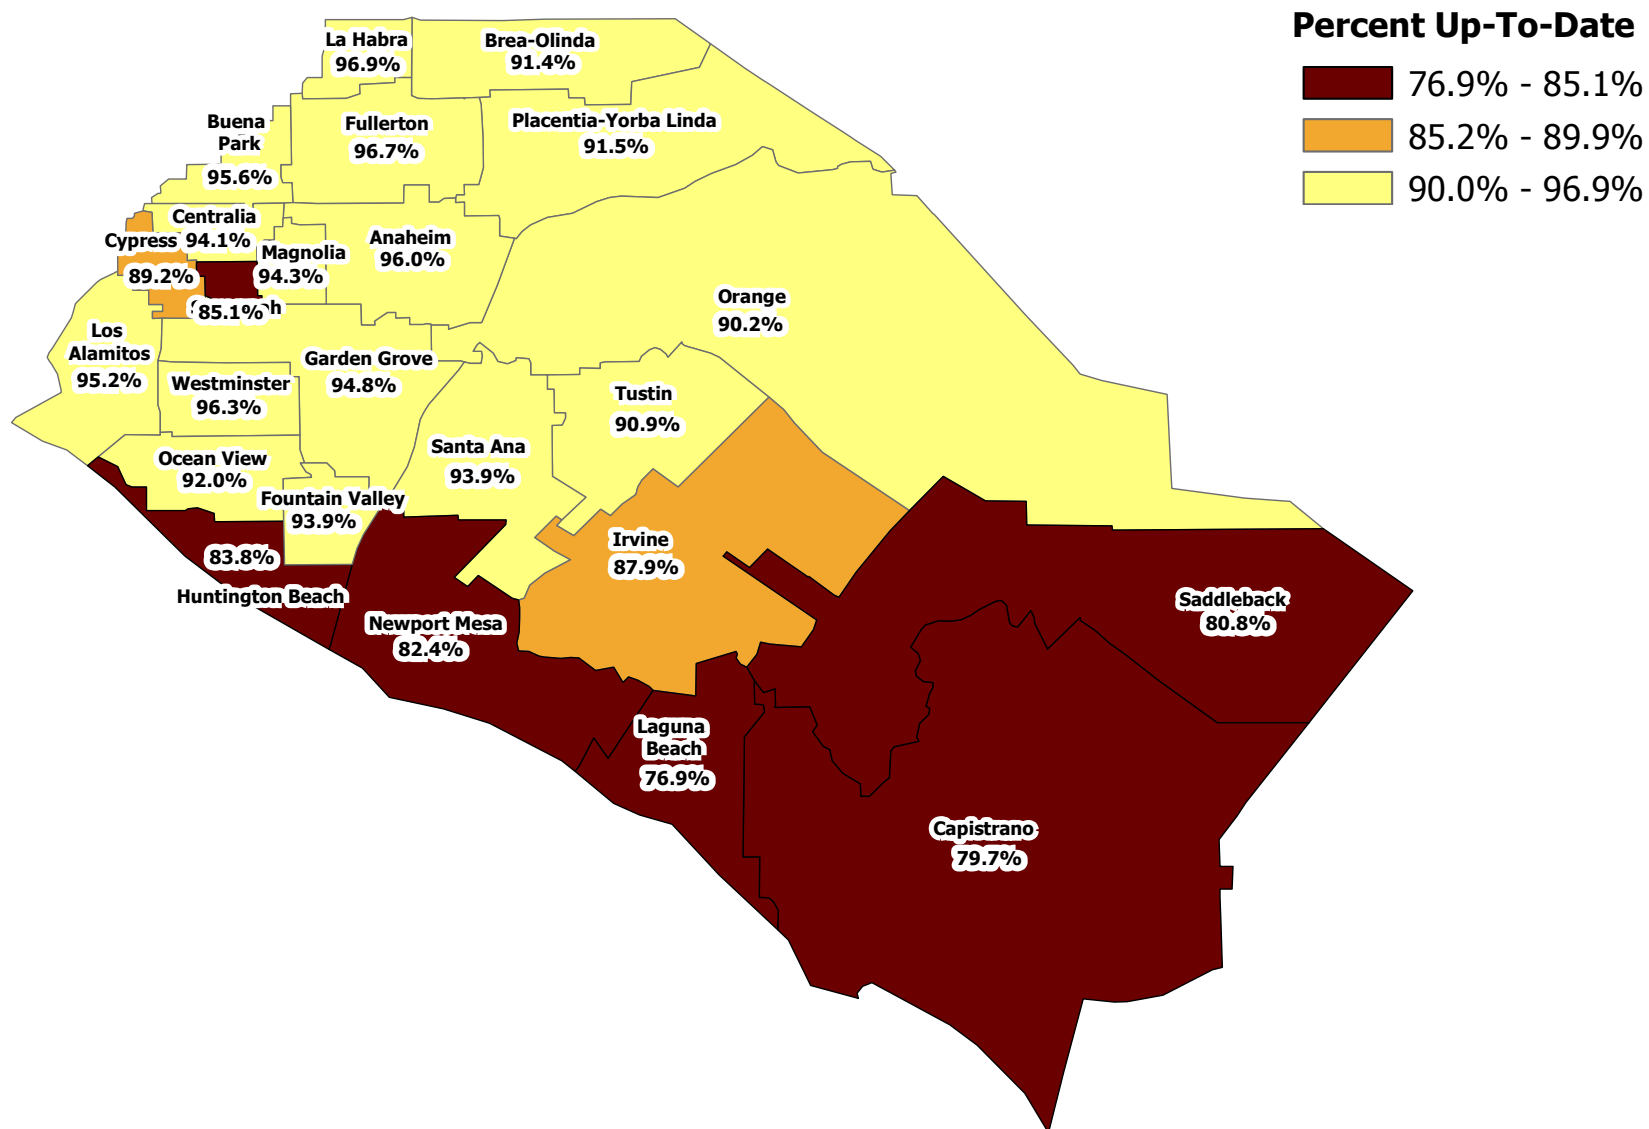 Percent Up-To-Date
76.9% - 85.1%
85.2% - 89.9%
90.0% - 96.9%
La Habra
96.9%
Brea-Olinda
91.4%
Buena
Park
95.6%
Fullerton
96.7%
Placentia-Yorba Linda
91.5%
Centralia
94.1%
Cypress
89.2%
Magnolia
94.3%
Anaheim
96.0%
85.1%
Orange
90.2%
Los
Alamitos
95.2%
Garden Grove
94.8%
Westminster
96.3%
Tustin
90.9%
Santa Ana
93.9%
Ocean View
92.0%
Fountain Valley
93.9%
Irvine
87.9%
83.8%
Huntington Beach
Newport Mesa
82.4%
Saddleback
80.8%
Laguna
Beach
76.9%
Capistrano
79.7%